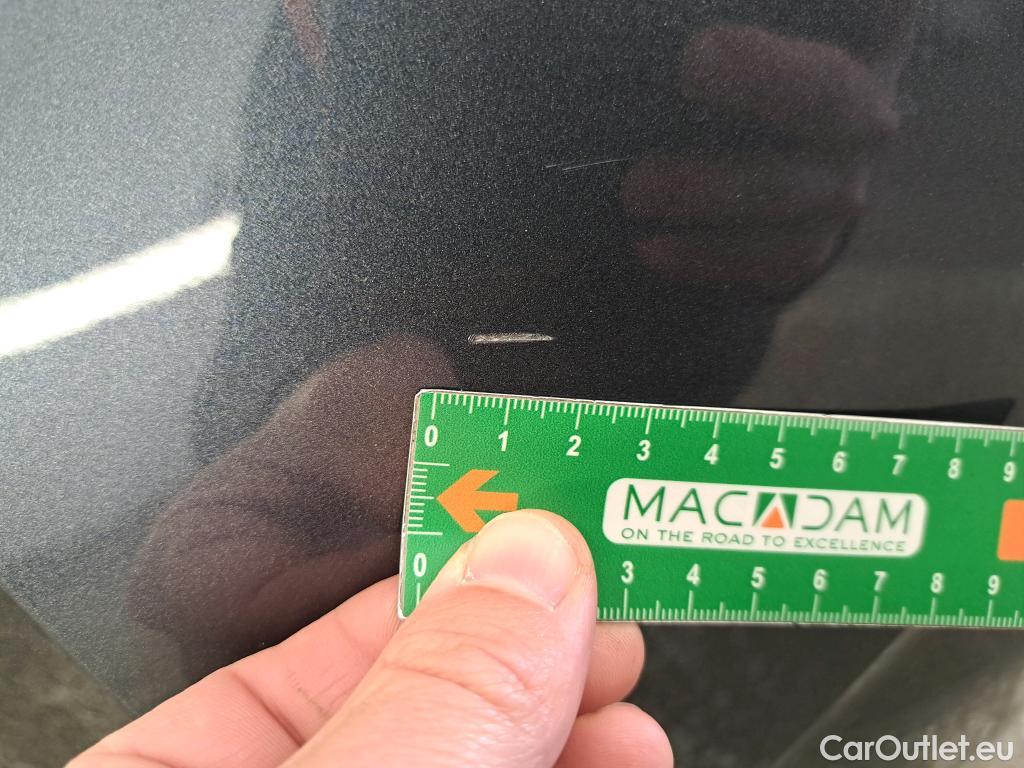 0 1 2 3 4 5 6 7 8 9
MACADAM
ON THE ROAD TO EXCELLENCE
0 3 4 5 6 7 8 9
CarOutlet.eu